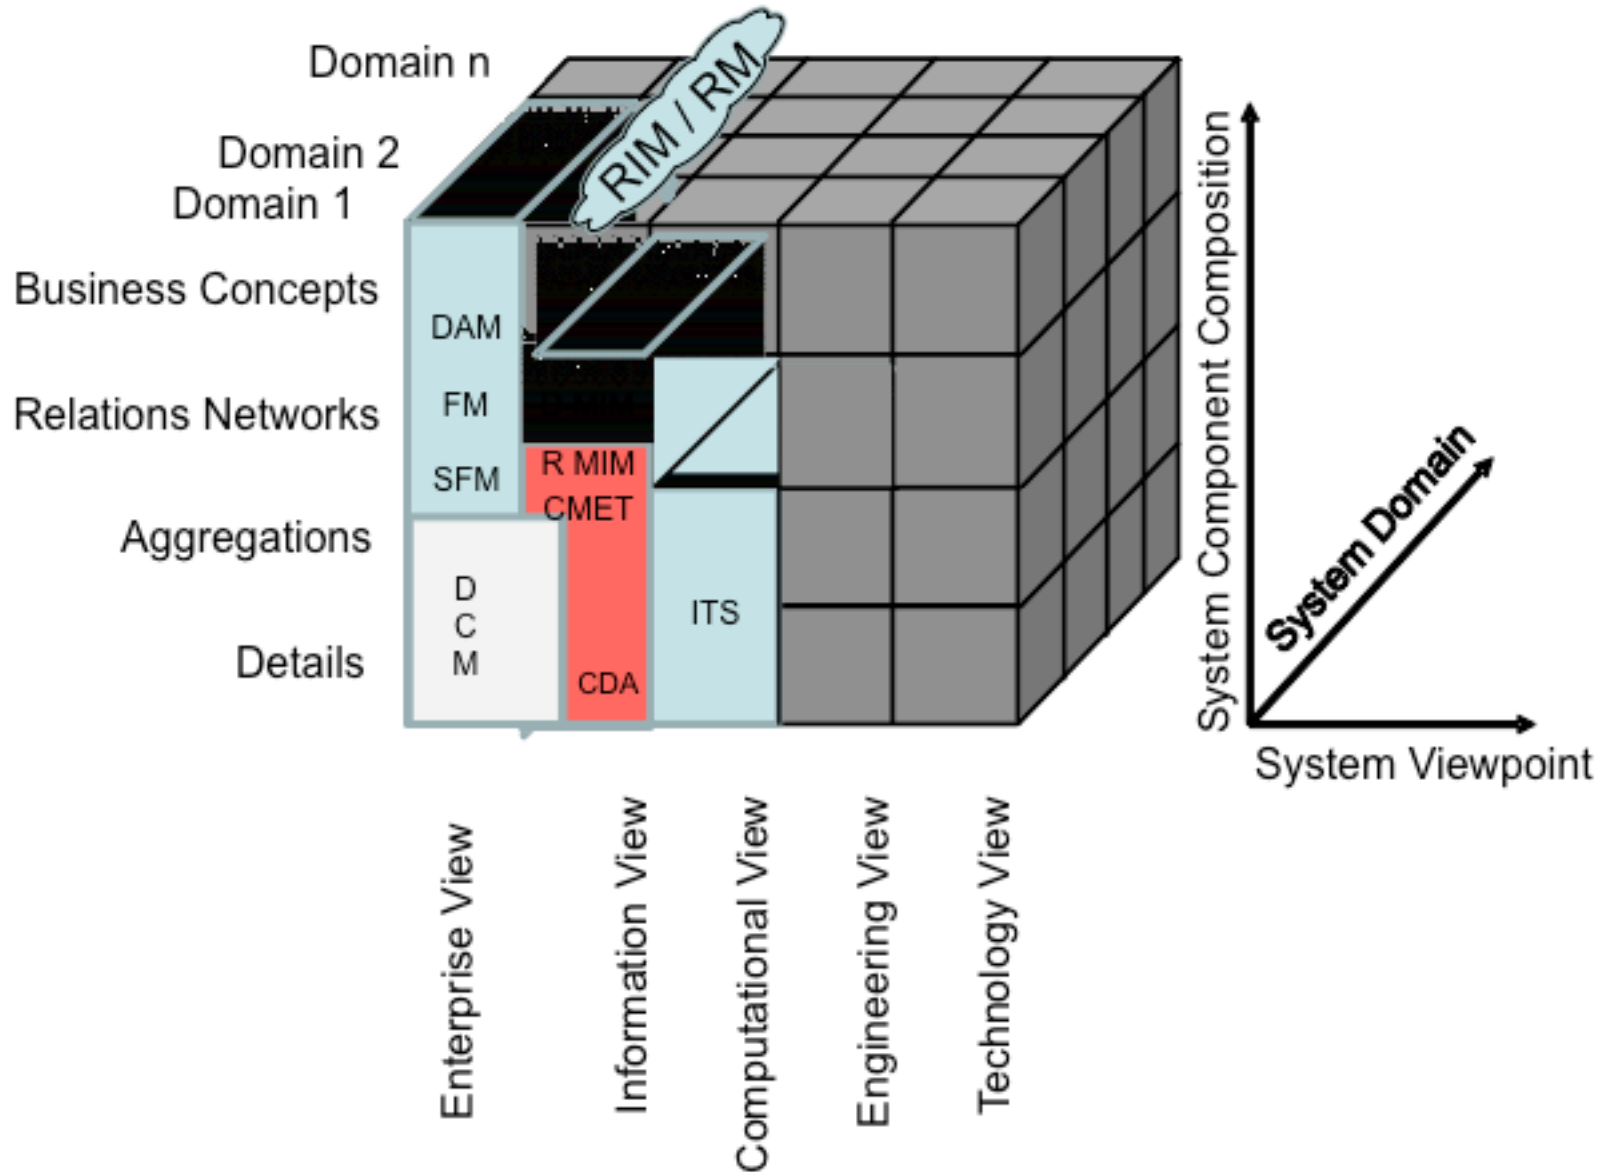 Domain n
RIM / RM
Domain 2
Domain 1
Business Concepts
DAM
Relations Networks
FM
SFM
R MIM
CMET
Aggregations
D
C
M
ITS
Details
CDA
System Component Composition
System Domain
System Viewpoint
Enterprise View
Information View
Computational View
Engineering View
Technology View